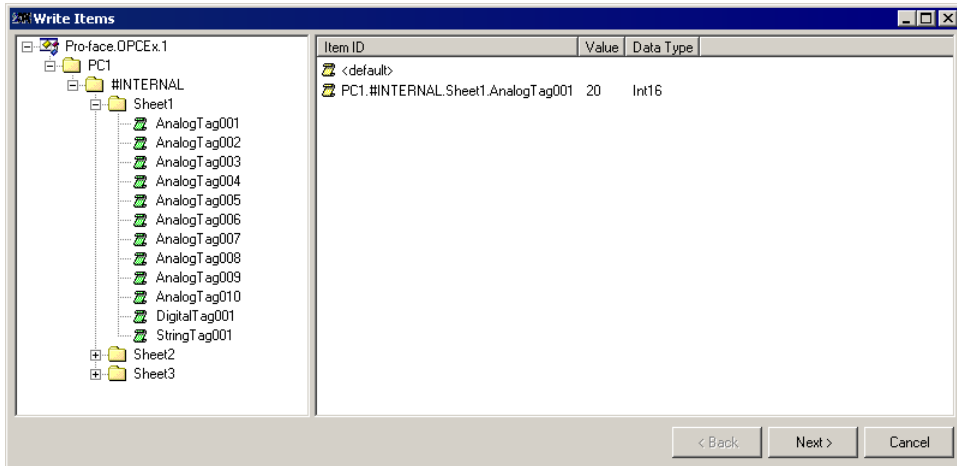 Write Items
Pro-face.OPCEx.1
PC1
#INTERNAL
Sheet1
AnalogTag001
AnalogTag002
AnalogTag003
AnalogTag004
AnalogTag005
AnalogTag006
AnalogTag007
AnalogTag008
AnalogTag009
AnalogTag010
DigitalTag001
StringTag001
Sheet2
Sheet3
Item ID Value Data Type
<default>
PC1.#INTERNAL.Sheet1.AnalogTag001 20 Int16
< Back Next > Cancel